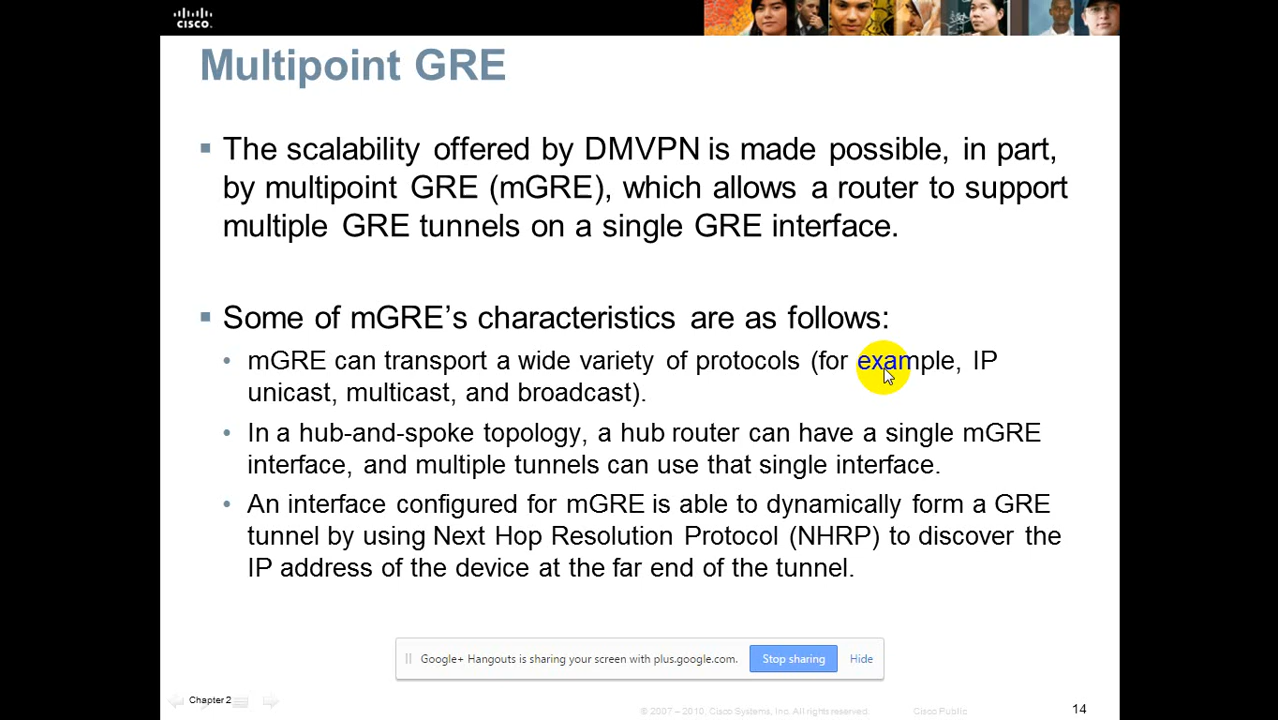 CISCO
Multipoint GRE
The scalability offered by DMVPN is made possible, in part,
by multipoint GRE (mGRE), which allows a router to support
multiple GRE tunnels on a single GRE interface.
Some of mGRE’s characteristics are as follows:
mGRE can transport a wide variety of protocols (for example, IP
unicast, multicast, and broadcast).
In a hub-and-spoke topology, a hub router can have a single mGRE
interface, and multiple tunnels can use that single interface.
An interface configured for mGRE is able to dynamically form a GRE
tunnel by using Next Hop Resolution Protocol (NHRP) to discover the
IP address of the device at the far end of the tunnel.
Google+ Hangouts is sharing your screen with plus.google.com. Stop sharing Hide
Chapter 2
© 2007 – 2010, Cisco Systems, Inc. All rights reserved. Cisco Public 14